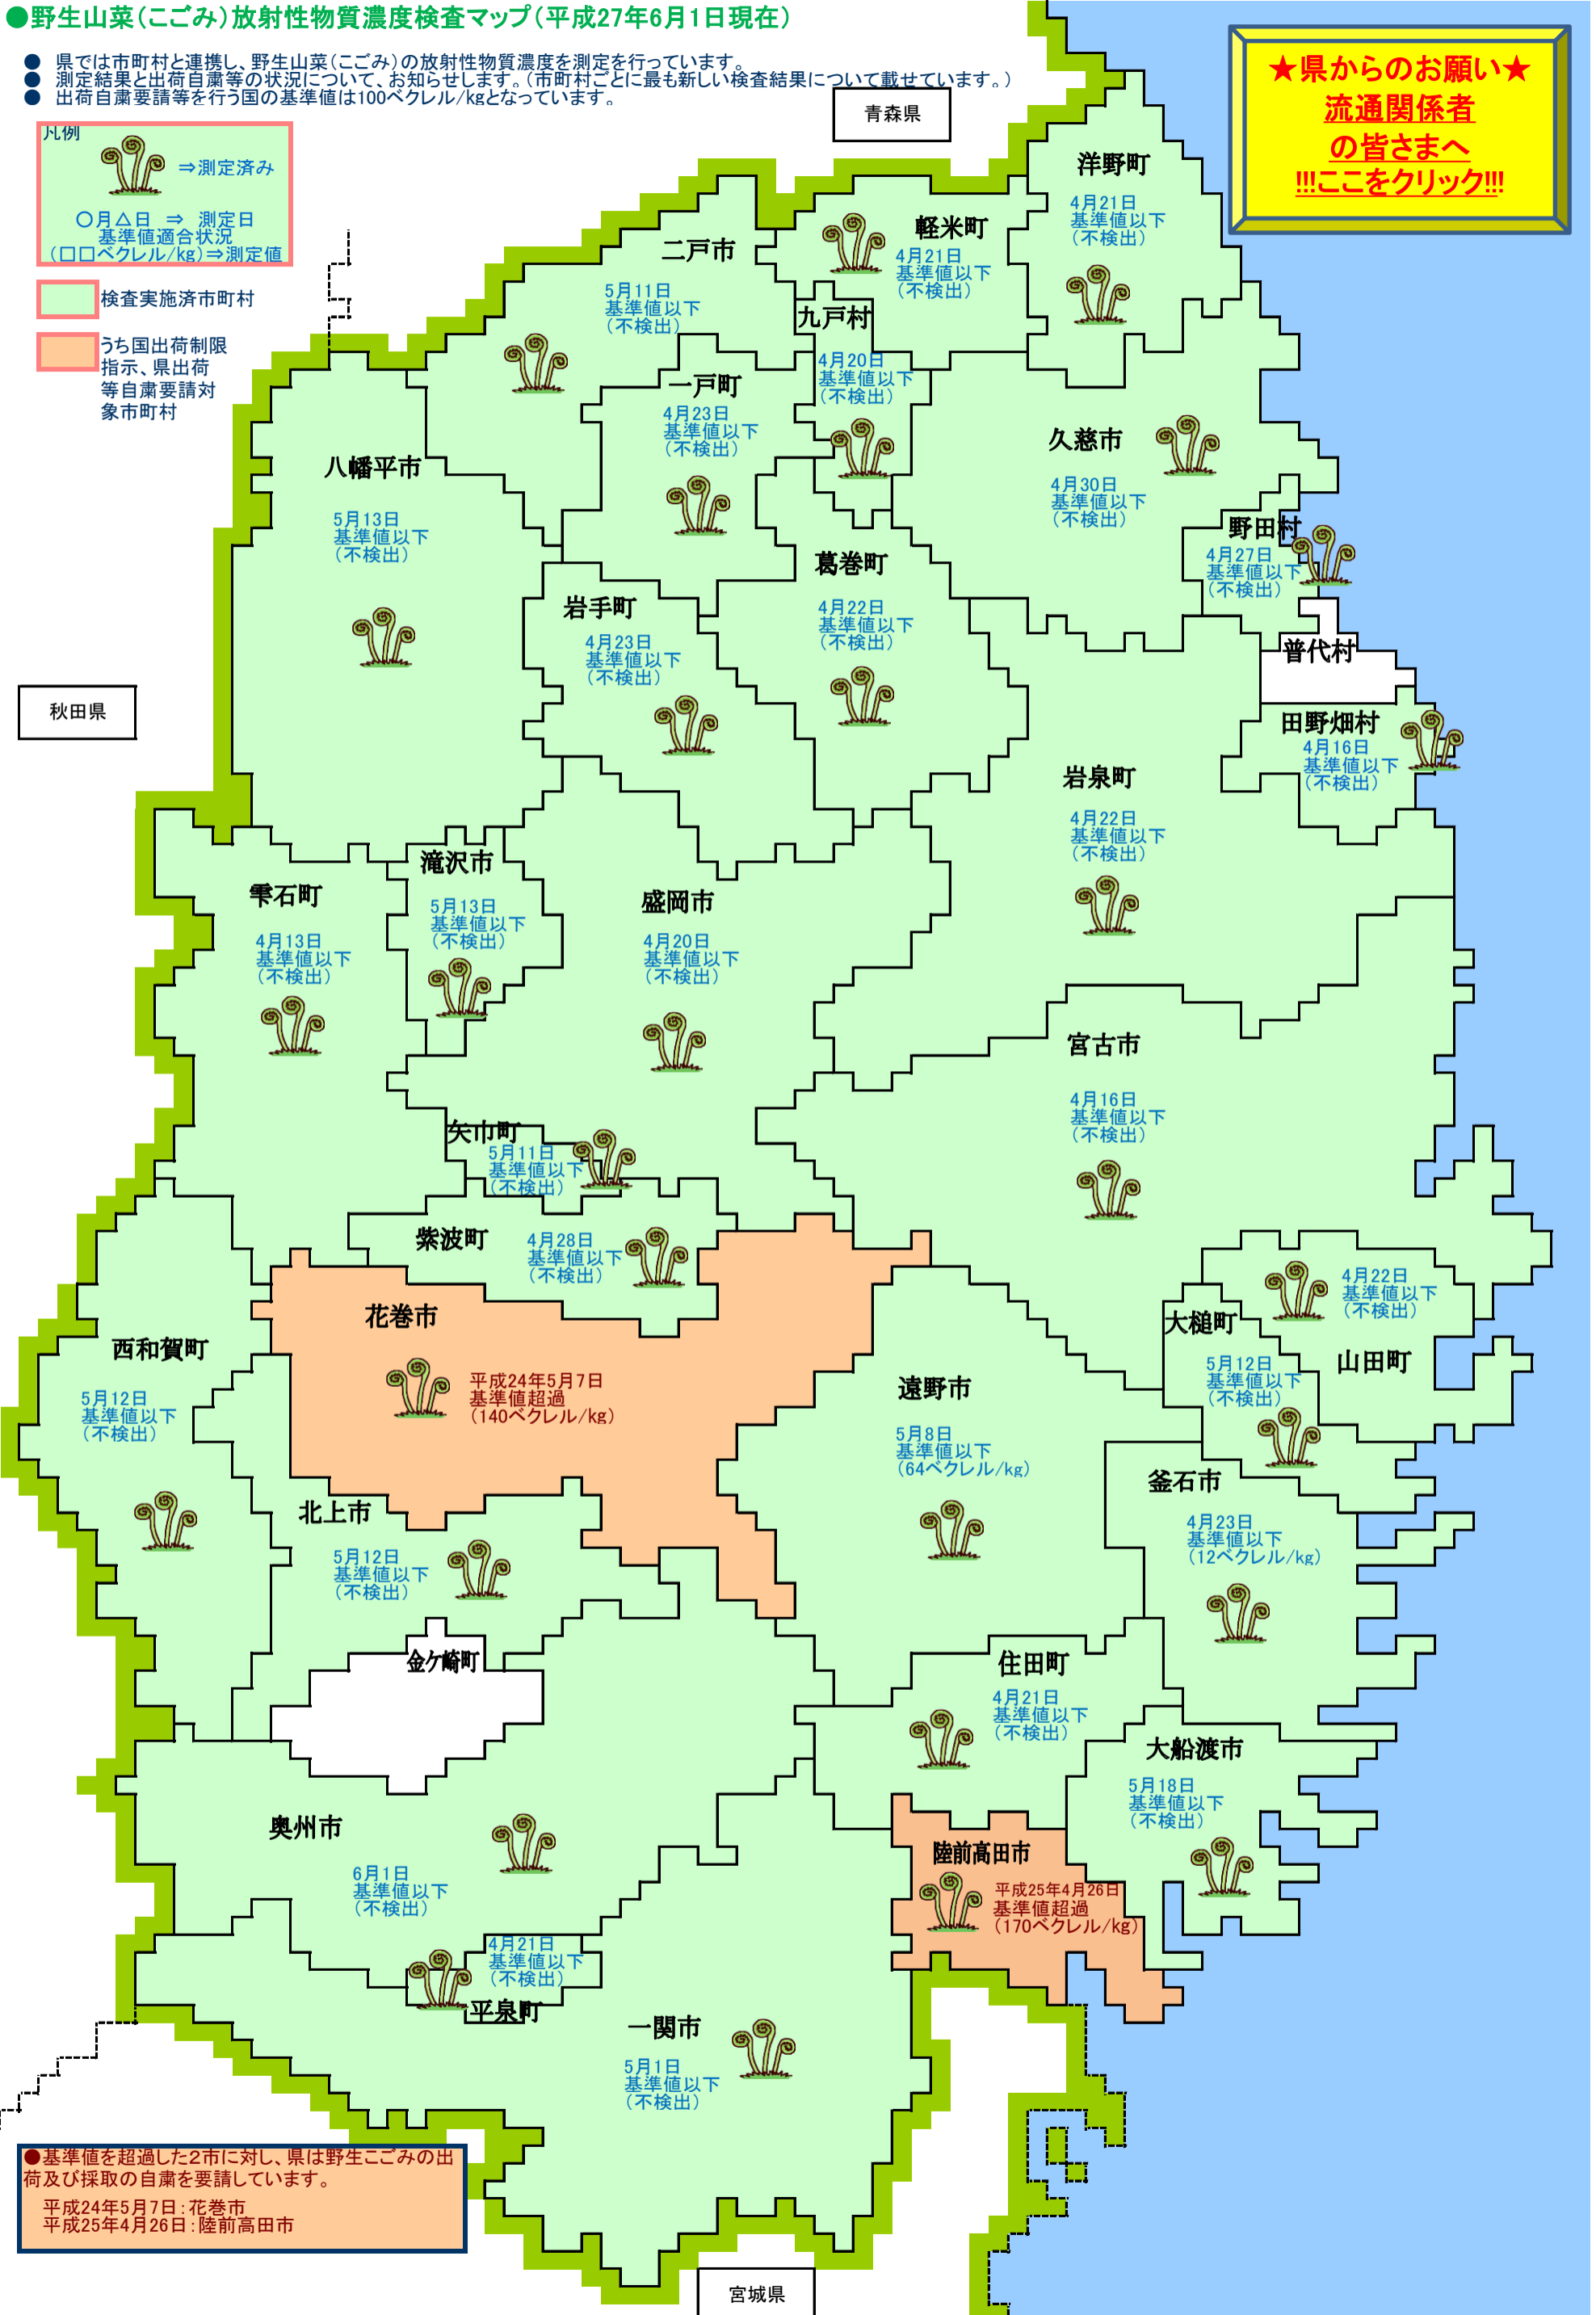 ●野生山菜（こごみ）放射性物質濃度検査マップ（平成27年6月1日現在）
● 県では市町村と連携し、野生山菜（こごみ）の放射性物質濃度を測定を行っています。
● 測定結果と出荷自粛等の状況について、お知らせします。（市町村ごとに最も新しい検査結果について載せています。）
● 出荷自粛要請等を行う国の基準値は100ベクレル/kgとなっています。
★県からのお願い★
流通関係者
の皆さまへ
!!!ここをクリック!!!
凡例
⇒測定済み
〇月△日 ⇒ 測定日
基準値適合状況
（□□ベクレル/kg）⇒測定値
検査実施済市町村
うち国出荷制限
指示、県出荷
等自粛要請対
象市町村
青森県
洋野町
4月21日
基準値以下
（不検出）
軽米町
4月21日
基準値以下
（不検出）
二戸市
5月11日
基準値以下
（不検出）
九戸村
4月20日
基準値以下
（不検出）
一戸町
4月23日
基準値以下
（不検出）
久慈市
4月30日
基準値以下
（不検出）
八幡平市
5月13日
基準値以下
（不検出）
野田村
4月27日
基準値以下
（不検出）
葛巻町
4月22日
基準値以下
（不検出）
岩手町
4月23日
基準値以下
（不検出）
普代村
秋田県
田野畑村
4月16日
基準値以下
（不検出）
岩泉町
4月22日
基準値以下
（不検出）
滝沢市
5月13日
基準値以下
（不検出）
雫石町
4月13日
基準値以下
（不検出）
盛岡市
4月20日
基準値以下
（不検出）
宮古市
4月16日
基準値以下
（不検出）
矢巾町
5月11日
基準値以下
（不検出）
紫波町
4月28日
基準値以下
（不検出）
4月22日
基準値以下
（不検出）
山田町
大槌町
5月12日
基準値以下
（不検出）
花巻市
平成24年5月7日
基準値超過
（140ベクレル/kg）
西和賀町
5月12日
基準値以下
（不検出）
遠野市
5月8日
基準値以下
（64ベクレル/kg）
釜石市
4月23日
基準値以下
（12ベクレル/kg）
北上市
5月12日
基準値以下
（不検出）
金ケ崎町
住田町
4月21日
基準値以下
（不検出）
大船渡市
5月18日
基準値以下
（不検出）
奥州市
6月1日
基準値以下
（不検出）
陸前高田市
平成25年4月26日
基準値超過
（170ベクレル/kg）
4月21日
基準値以下
（不検出）
平泉町
一関市
5月1日
基準値以下
（不検出）
●基準値を超過した２市に対し、県は野生こごみの出
荷及び採取の自粛を要請しています。
平成24年5月7日：花巻市
平成25年4月26日：陸前高田市
宮城県